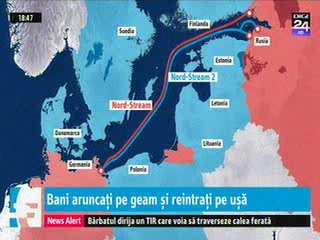 18:47
DIGI 24
HD
Finlanda
Suedia
Rusia
Estonia
Nord-Stream 2
Nord-Stream
Letonia
Danemarca
Lituania
Germania
Polonia
Bani aruncați pe geam și reintrați pe ușă
News Alert Bărbatul dirija un TIR care voia să traverseze calea ferată